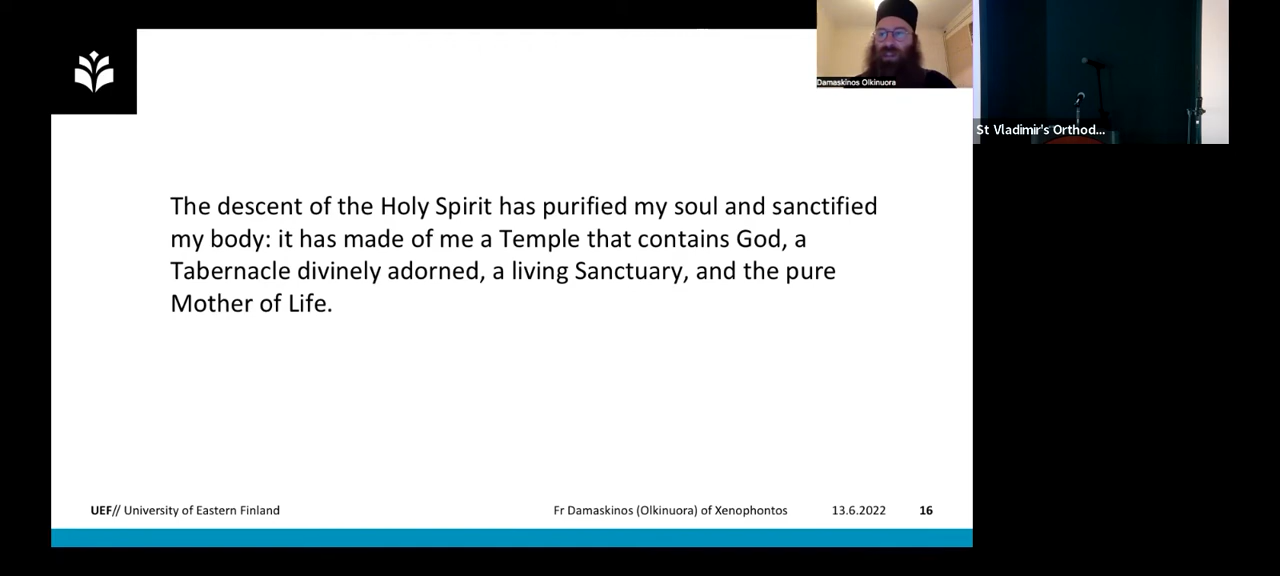 Damaskinos Olkinuora
St Vladimir's Orthod...
The descent of the Holy Spirit has purified my soul and sanctified
my body: it has made of me a Temple that contains God, a
Tabernacle divinely adorned, a living Sanctuary, and the pure
Mother of Life.
UEF// University of Eastern Finland
Fr Damaskinos (Olkinuora) of Xenophontos
13.6.2022
16